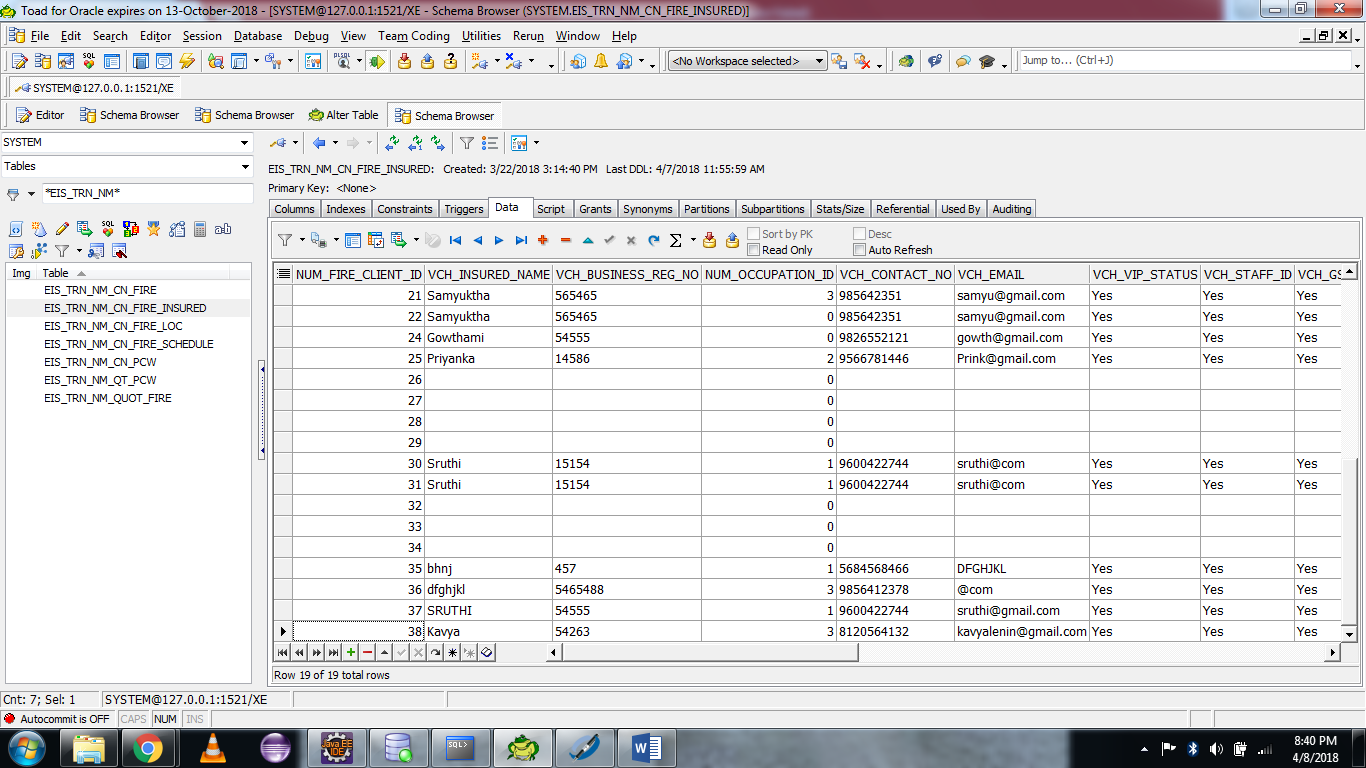 Toad for Oracle expires on 13-October-2018 - [SYSTEM@127.0.0.1:1521/XE - Schema Browser (SYSTEM.EIS_TRN_NM_CN_FIRE_INSURED)]
File Edit Search Editor Session Database Debug View Team Coding Utilities Rerun Window Help
SQL PL/SQL <No Workspace selected> Jump to... (Ctrl+J)
SYSTEM@127.0.0.1:1521/XE
Editor Schema Browser Schema Browser Alter Table Schema Browser
SYSTEM
Tables
*EIS_TRN_NM*
Img Table
EIS_TRN_NM_CN_FIRE
EIS_TRN_NM_CN_FIRE_INSURED
EIS_TRN_NM_CN_FIRE_LOC
EIS_TRN_NM_CN_FIRE_SCHEDULE
EIS_TRN_NM_CN_PCW
EIS_TRN_NM_QT_PCW
EIS_TRN_NM_QUOT_FIRE
EIS_TRN_NM_CN_FIRE_INSURED: Created: 3/22/2018 3:14:40 PM Last DDL: 4/7/2018 11:55:59 AM
Primary Key: <None>
Columns Indexes Constraints Triggers Data Script Grants Synonyms Partitions Subpartitions Stats/Size Referential Used By Auditing
Sort by PK Desc
Read Only Auto Refresh
NUM_FIRE_CLIENT_ID VCH_INSURED_NAME VCH_BUSINESS_REG_NO NUM_OCCUPATION_ID VCH_CONTACT_NO VCH_EMAIL VCH_VIP_STATUS VCH_STAFF_ID VCH_GS
21 Samyuktha 565465 3 985642351 samyu@gmail.com Yes Yes Yes
22 Samyuktha 565465 0 985642351 samyu@gmail.com Yes Yes Yes
24 Gowthami 54555 0 9826552121 gowth@gmail.com Yes Yes Yes
25 Priyanka 14586 2 9566781446 Prink@gmail.com Yes Yes Yes
26 0
27 0
28 0
29 0
30 Sruthi 15154 1 9600422744 sruthi@com Yes Yes Yes
31 Sruthi 15154 1 9600422744 sruthi@com Yes Yes Yes
32 0
33 0
34 0
35 bhnj 457 1 5684568466 DFGHJKL Yes Yes Yes
36 dfghjkl 5465488 3 9856412378 @com Yes Yes Yes
37 SRUTHI 54555 1 9600422744 sruthi@gmail.com Yes Yes Yes
38 Kavya 54263 3 8120564132 kavyalenin@gmail.com Yes Yes Yes
Row 19 of 19 total rows
Cnt: 7; Sel: 1 SYSTEM@127.0.0.1:1521/XE
Autocommit is OFF CAPS NUM INS
Java EE IDE SQL>
8:40 PM
4/8/2018